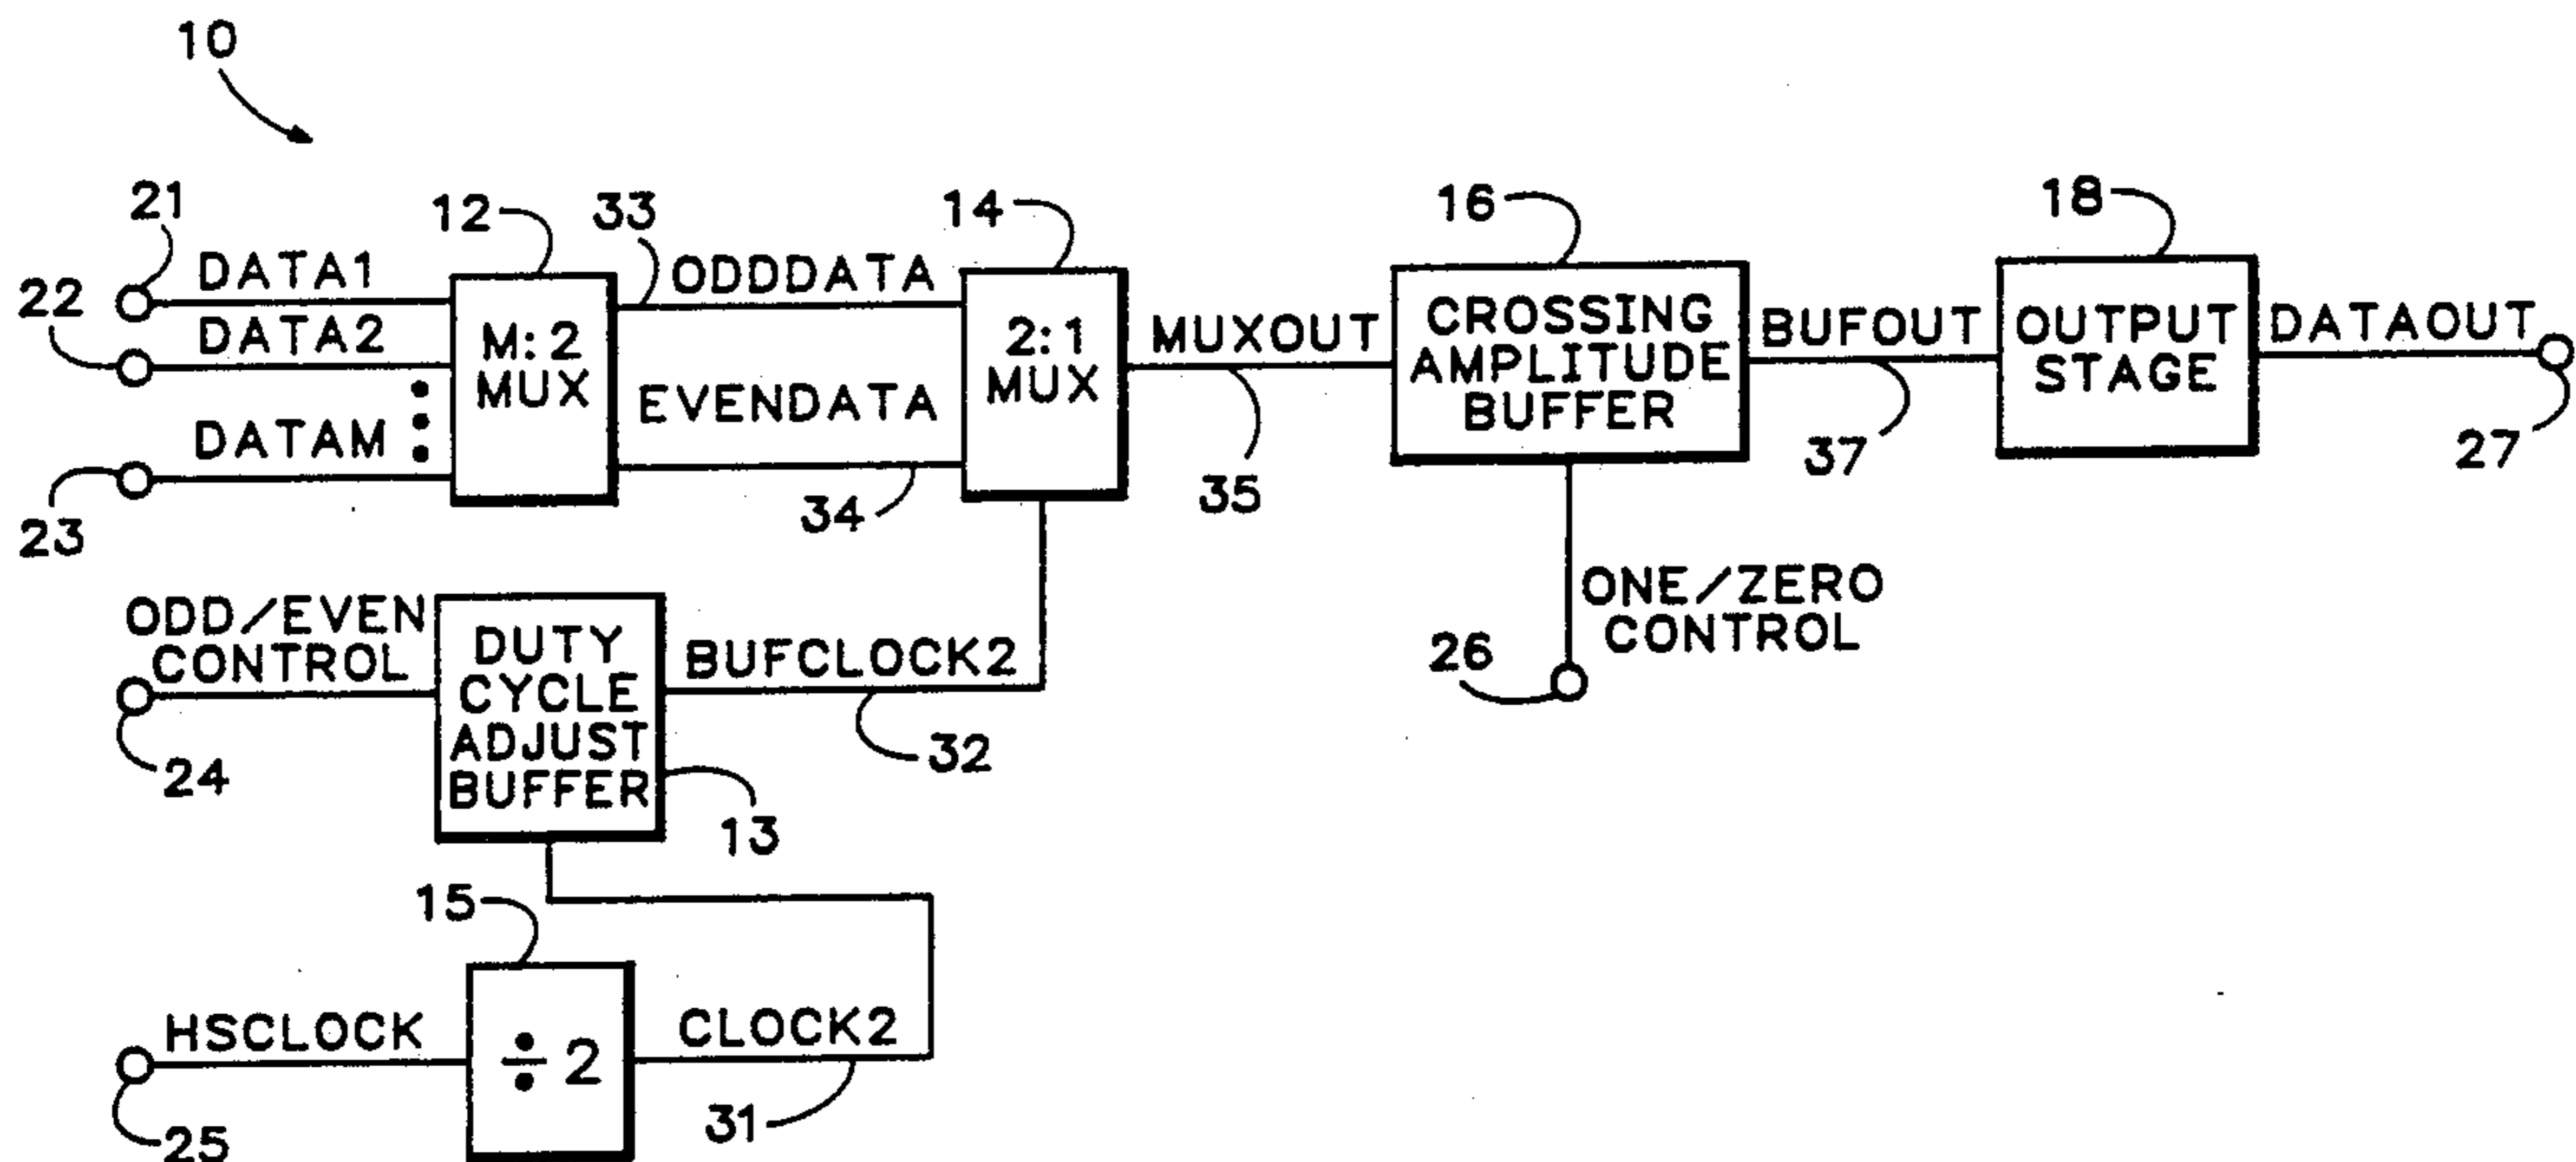 10
21
12
33
14
16
18
22
DATA1
ODDDATA
DATA2
M:2
MUX
2:1
MUX
MUXOUT
CROSSING
AMPLITUDE
BUFFER
BUFOUT
OUTPUT
STAGE
DATAOUT
EVENDATA
DATAM
23
34
35
37
27
ODD/EVEN
CONTROL
DUTY
CYCLE
ADJUST
BUFFER
BUFCLOCK2
ONE/ZERO
CONTROL
26
24
32
13
15
HSCLOCK
÷ 2
CLOCK2
25
31